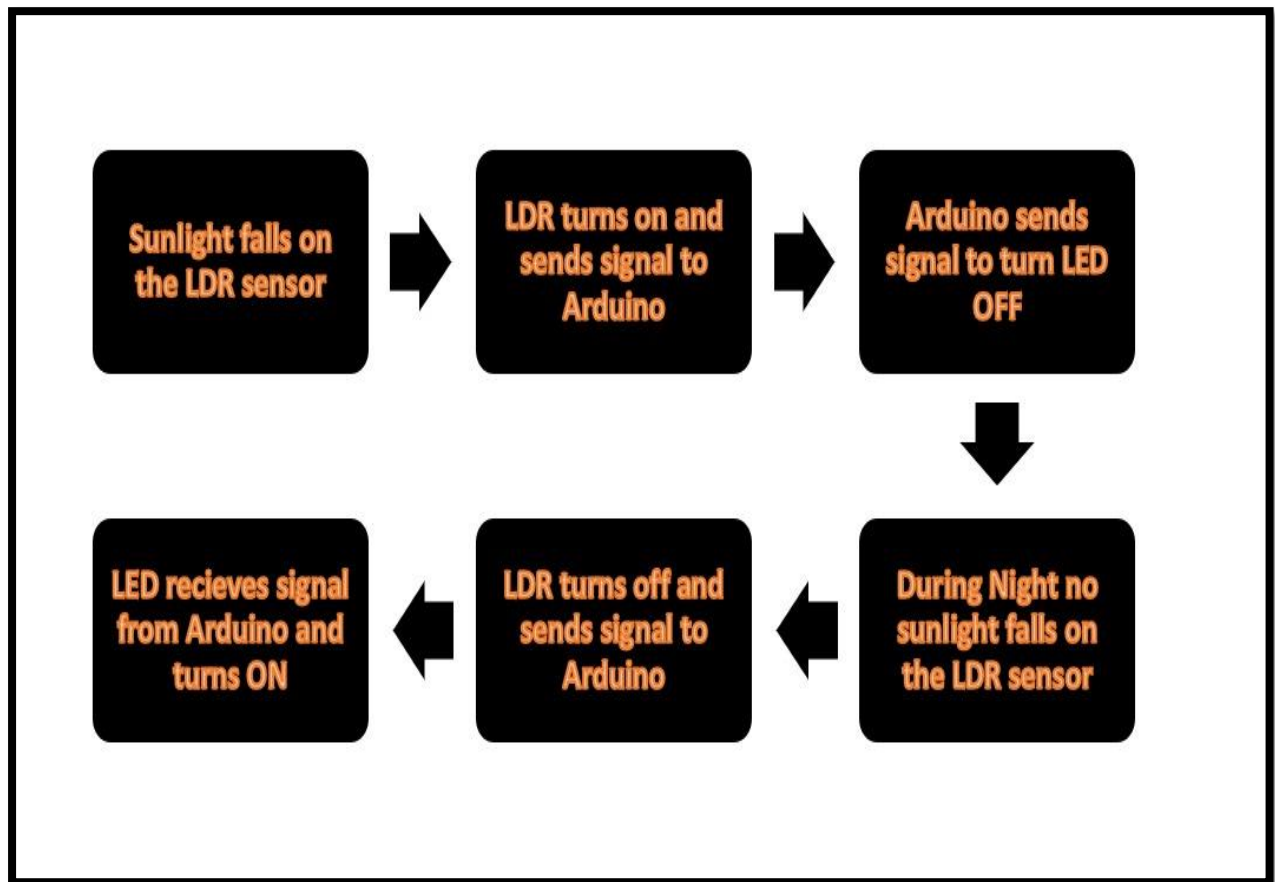 Sunlight falls on
the LDR sensor
LDR turns on and
sends signal to
Arduino
Arduino sends
signal to turn LED
OFF
During Night no
sunlight falls on
the LDR sensor
LDR turns off and
sends signal to
Arduino
LED recieves signal
from Arduino and
turns ON